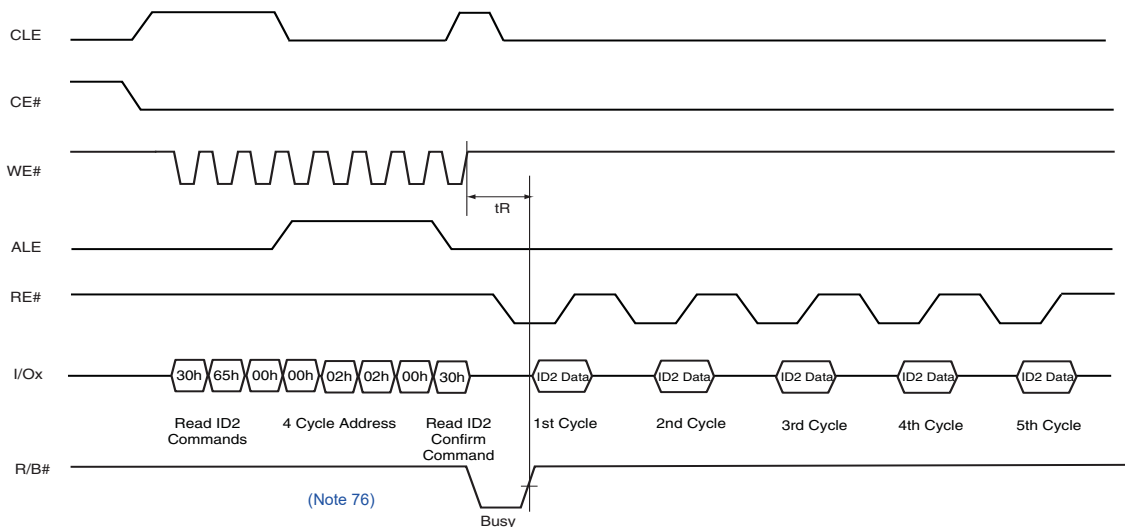 CLE
CE#
WE#
tR
ALE
RE#
I/Ox
30h 65h 00h 00h 02h 02h 00h 30h ID2 Data ID2 Data ID2 Data ID2 Data ID2 Data
Read ID2
Commands
4 Cycle Address
Read ID2
Confirm
Command
1st Cycle
2nd Cycle
3rd Cycle
4th Cycle
5th Cycle
R/B#
(Note 76)
Busy